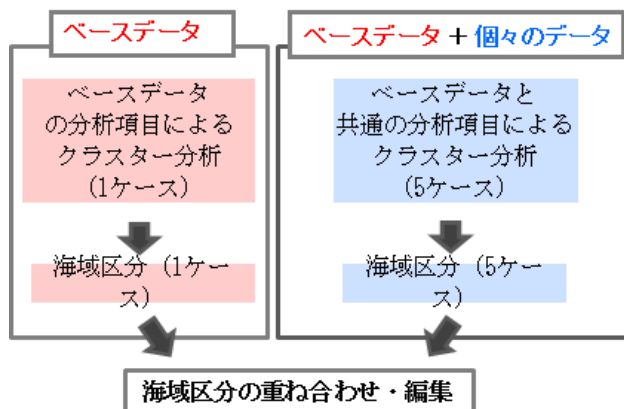 ベースデータ
ベースデータ
の分析項目による
クラスター分析
(1ケース)
海域区分 (1ケー
ス)
ベースデータ + 個々のデータ
ベースデータと
共通の分析項目による
クラスター分析
(5ケース)
海域区分 (5ケー
ス)
海域区分の重ね合わせ・編集